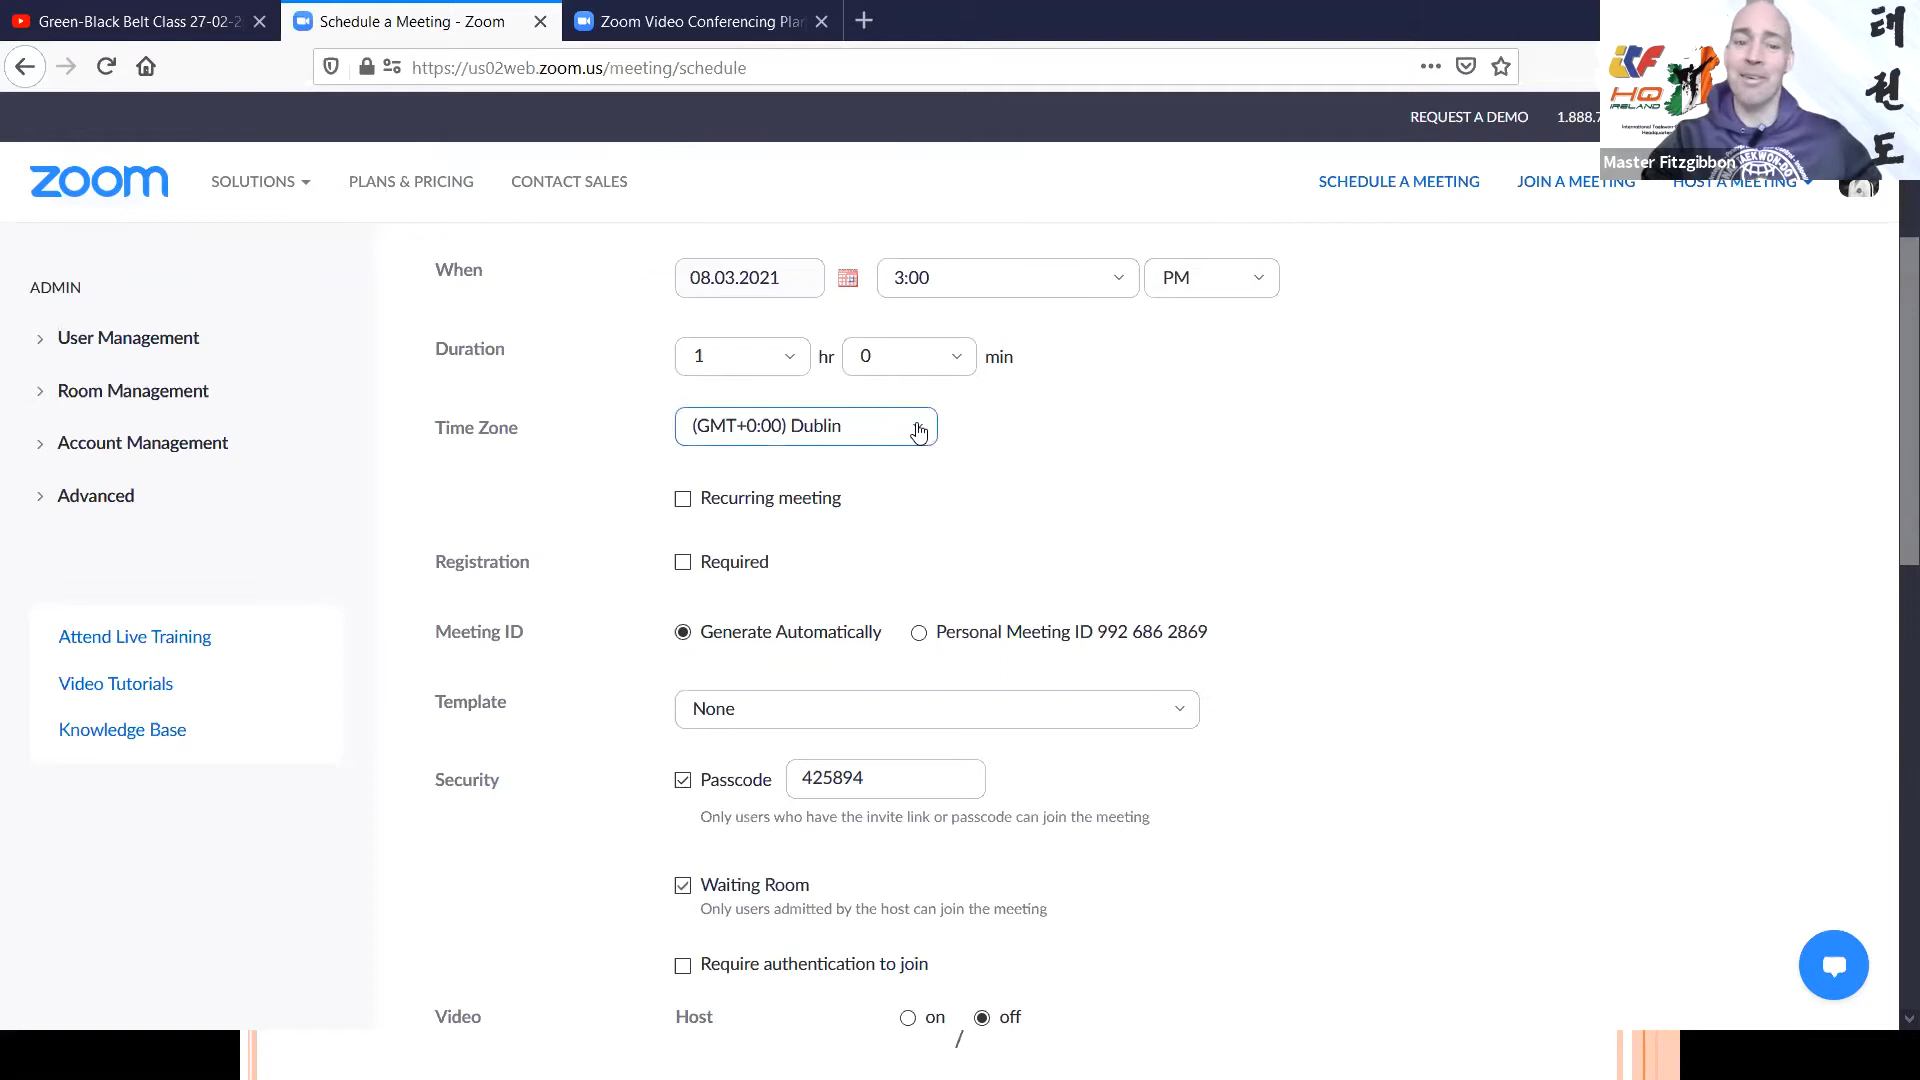 Green-Black Belt Class 27-02-2
Schedule a Meeting - Zoom
Zoom Video Conferencing Plan
https://us02web.zoom.us/meeting/schedule
REQUEST A DEMO
1.888.7
zoom
SOLUTIONS
PLANS & PRICING
CONTACT SALES
SCHEDULE A MEETING
JOIN A MEETING
HOST A MEETING
ITF
HQ
IRELAND
Master Fitzgibbon
태
권
도
ADMIN
User Management
Room Management
Account Management
Advanced
Attend Live Training
Video Tutorials
Knowledge Base
When
08.03.2021
3:00
PM
Duration
1
hr
0
min
Time Zone
(GMT+0:00) Dublin
Recurring meeting
Registration
Required
Meeting ID
Generate Automatically
Personal Meeting ID 992 686 2869
Template
None
Security
Passcode
425894
Only users who have the invite link or passcode can join the meeting
Waiting Room
Only users admitted by the host can join the meeting
Require authentication to join
Video
Host
on
off
/